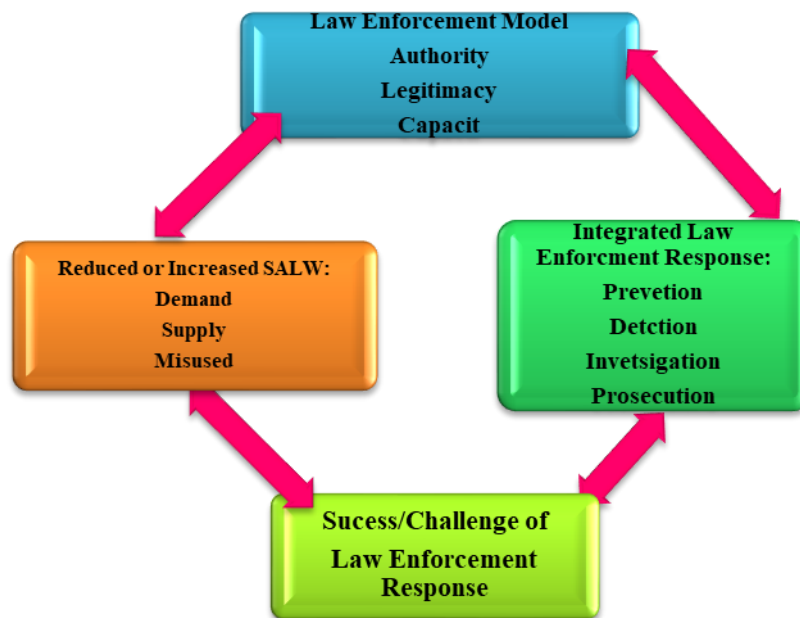 Law Enforcement Model
Authority
Legitimacy
Capacit
Reduced or Increased SALW:
Demand
Supply
Misused
Integrated Law
Enforcment Response:
Prevetion
Detction
Invetsigation
Prosecution
Sucess/Challenge of
Law Enforcement
Response